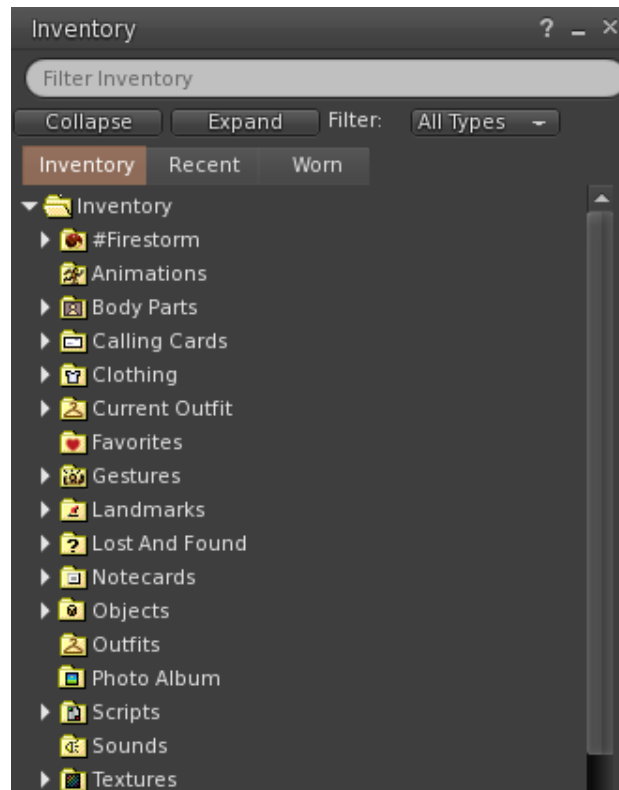 Inventory ? _ ×
Filter Inventory
Collapse Expand Filter: All Types
Inventory Recent Worn
Inventory
#Firestorm
Animations
Body Parts
Calling Cards
Clothing
Current Outfit
Favorites
Gestures
Landmarks
Lost And Found
Notecards
Objects
Outfits
Photo Album
Scripts
Sounds
Textures